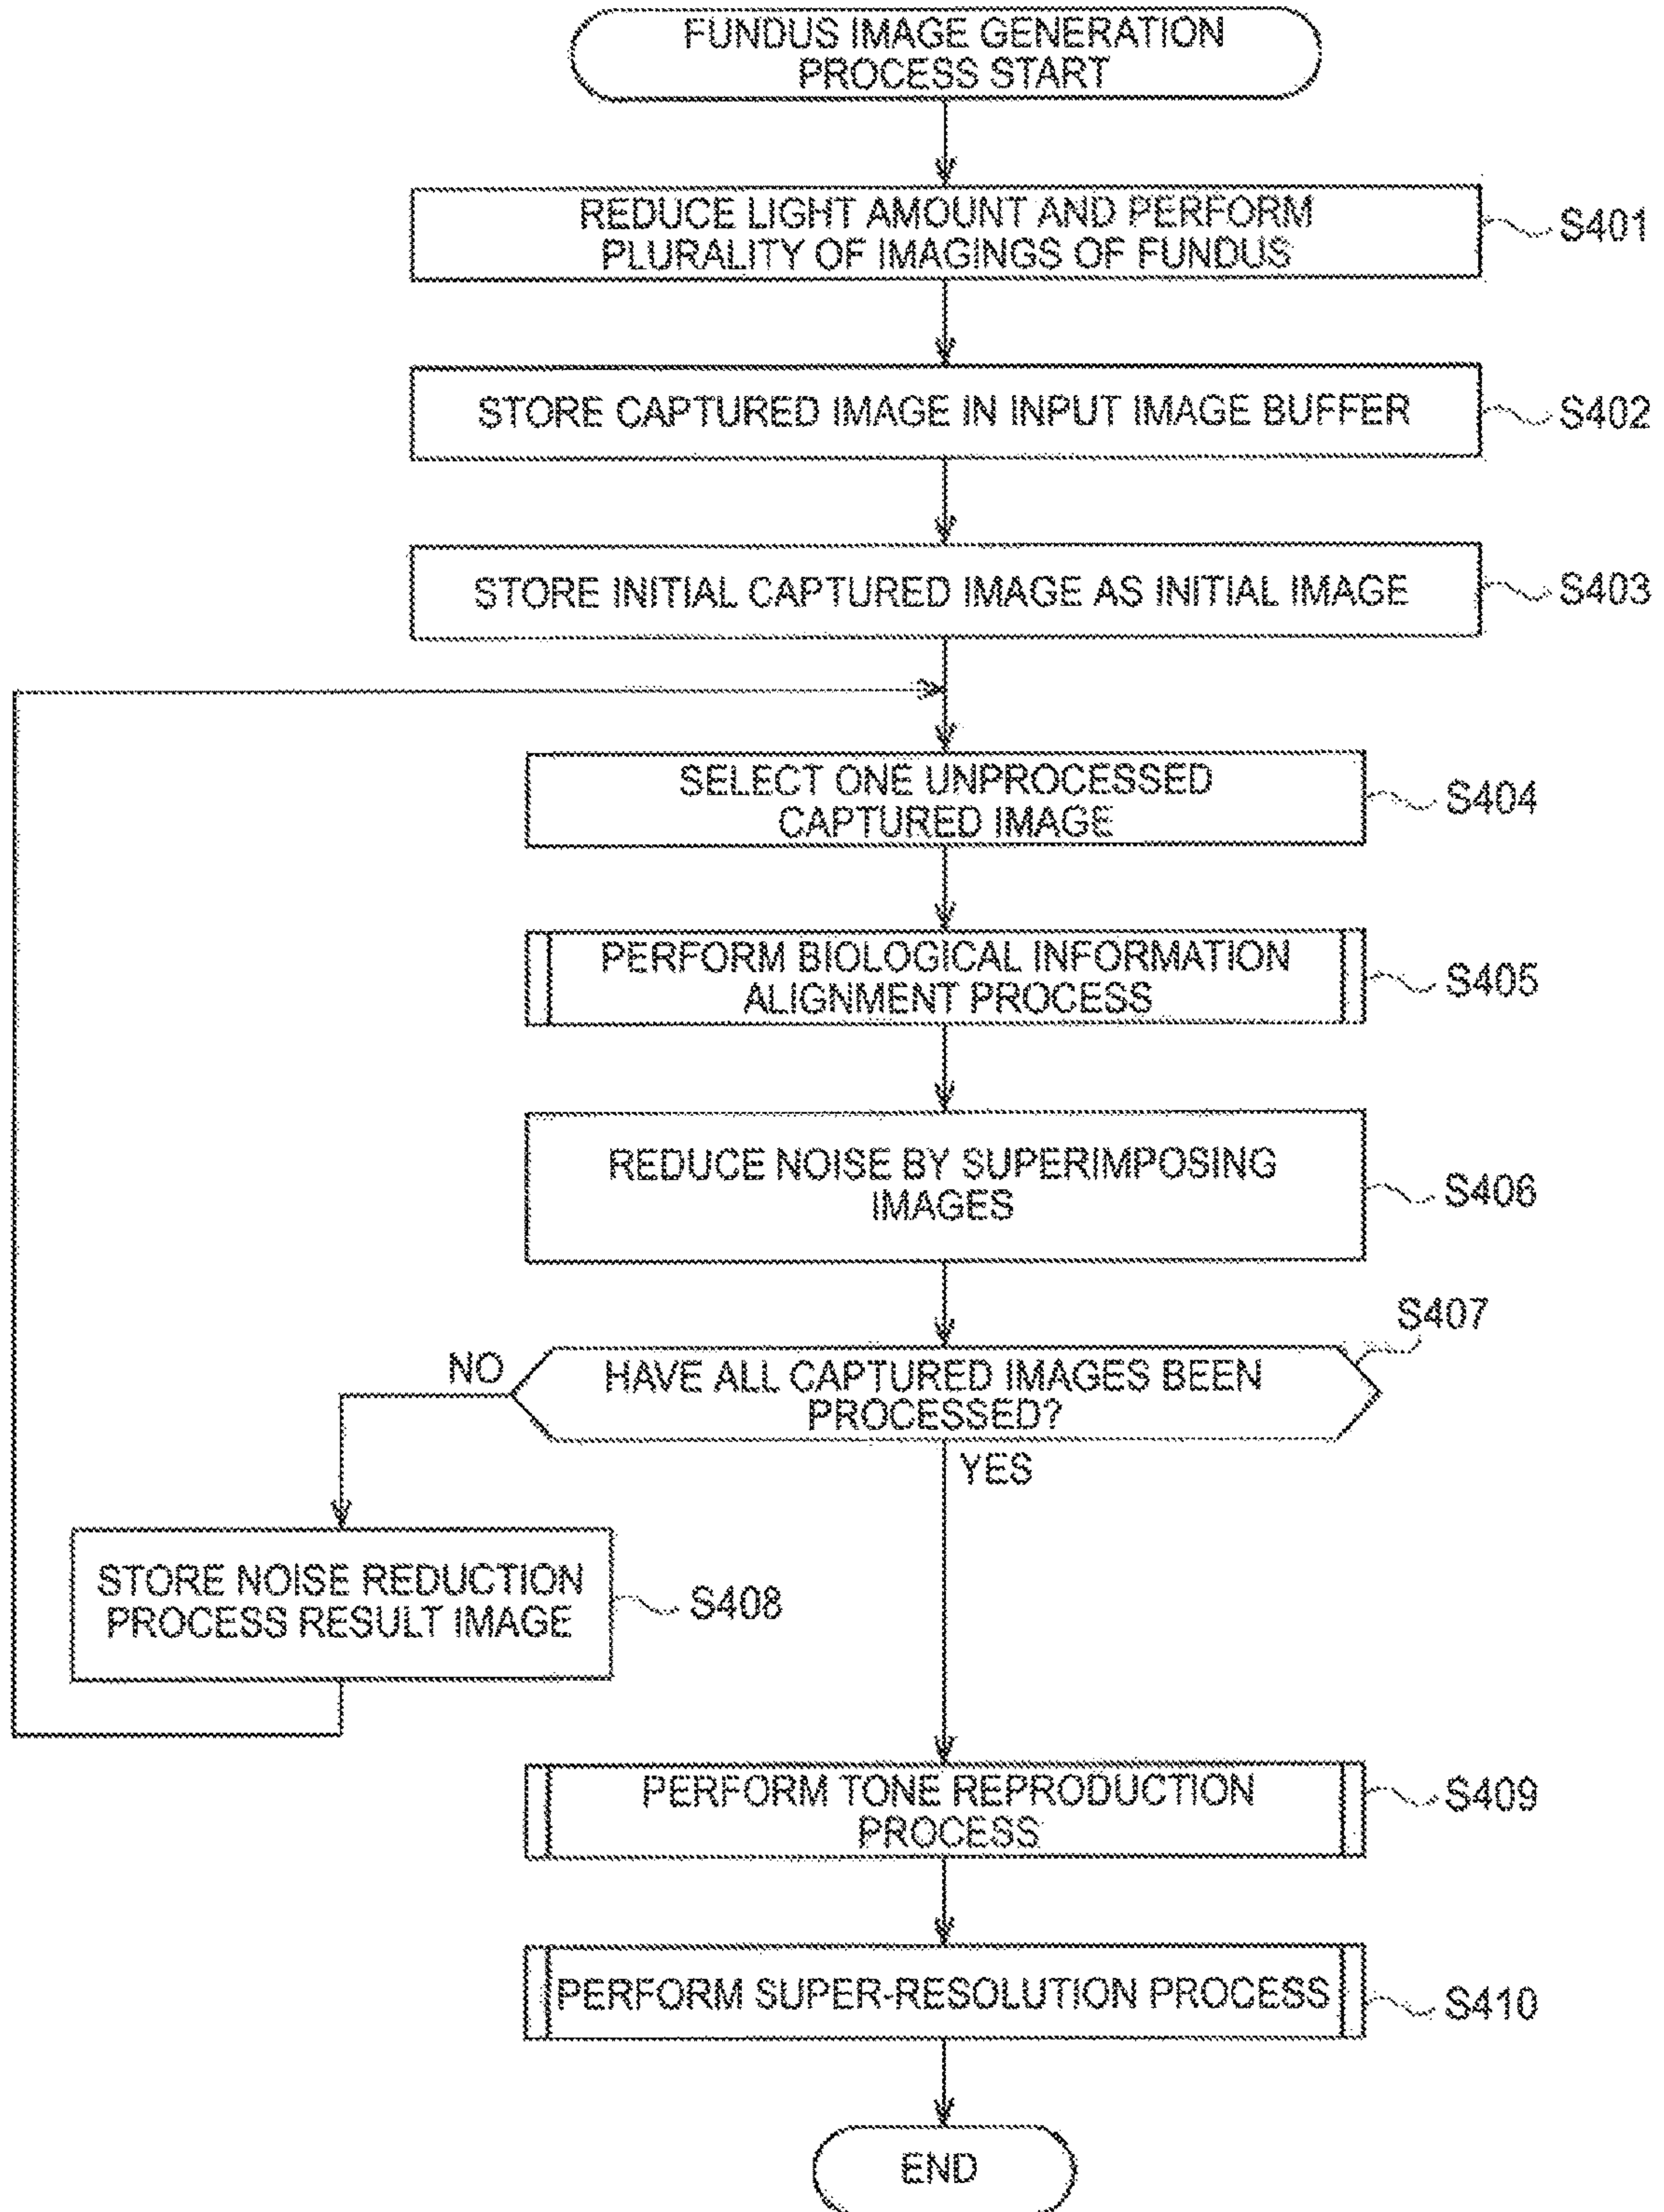 FUNDUS IMAGE GENERATION
PROCESS START
REDUCE LIGHT AMOUNT AND PERFORM
PLURALITY OF IMAGINGS OF FUNDUS
S401
STORE CAPTURED IMAGE IN INPUT IMAGE BUFFER
S402
STORE INITIAL CAPTURED IMAGE AS INITIAL IMAGE
S403
SELECT ONE UNPROCESSED
CAPTURED IMAGE
S404
PERFORM BIOLOGICAL INFORMATION
ALIGNMENT PROCESS
S405
REDUCE NOISE BY SUPERIMPOSING
IMAGES
S406
S407
NO
HAVE ALL CAPTURED IMAGES BEEN
PROCESSED?
YES
STORE NOISE REDUCTION
PROCESS RESULT IMAGE
S408
PERFORM TONE REPRODUCTION
PROCESS
S409
PERFORM SUPER-RESOLUTION PROCESS
S410
END